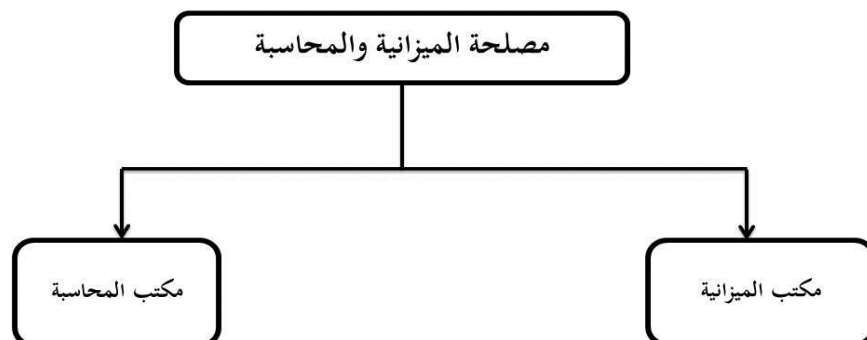 مصلحة الميزانية والمحاسبة
مكتب الميزانية
مكتب المحاسبة